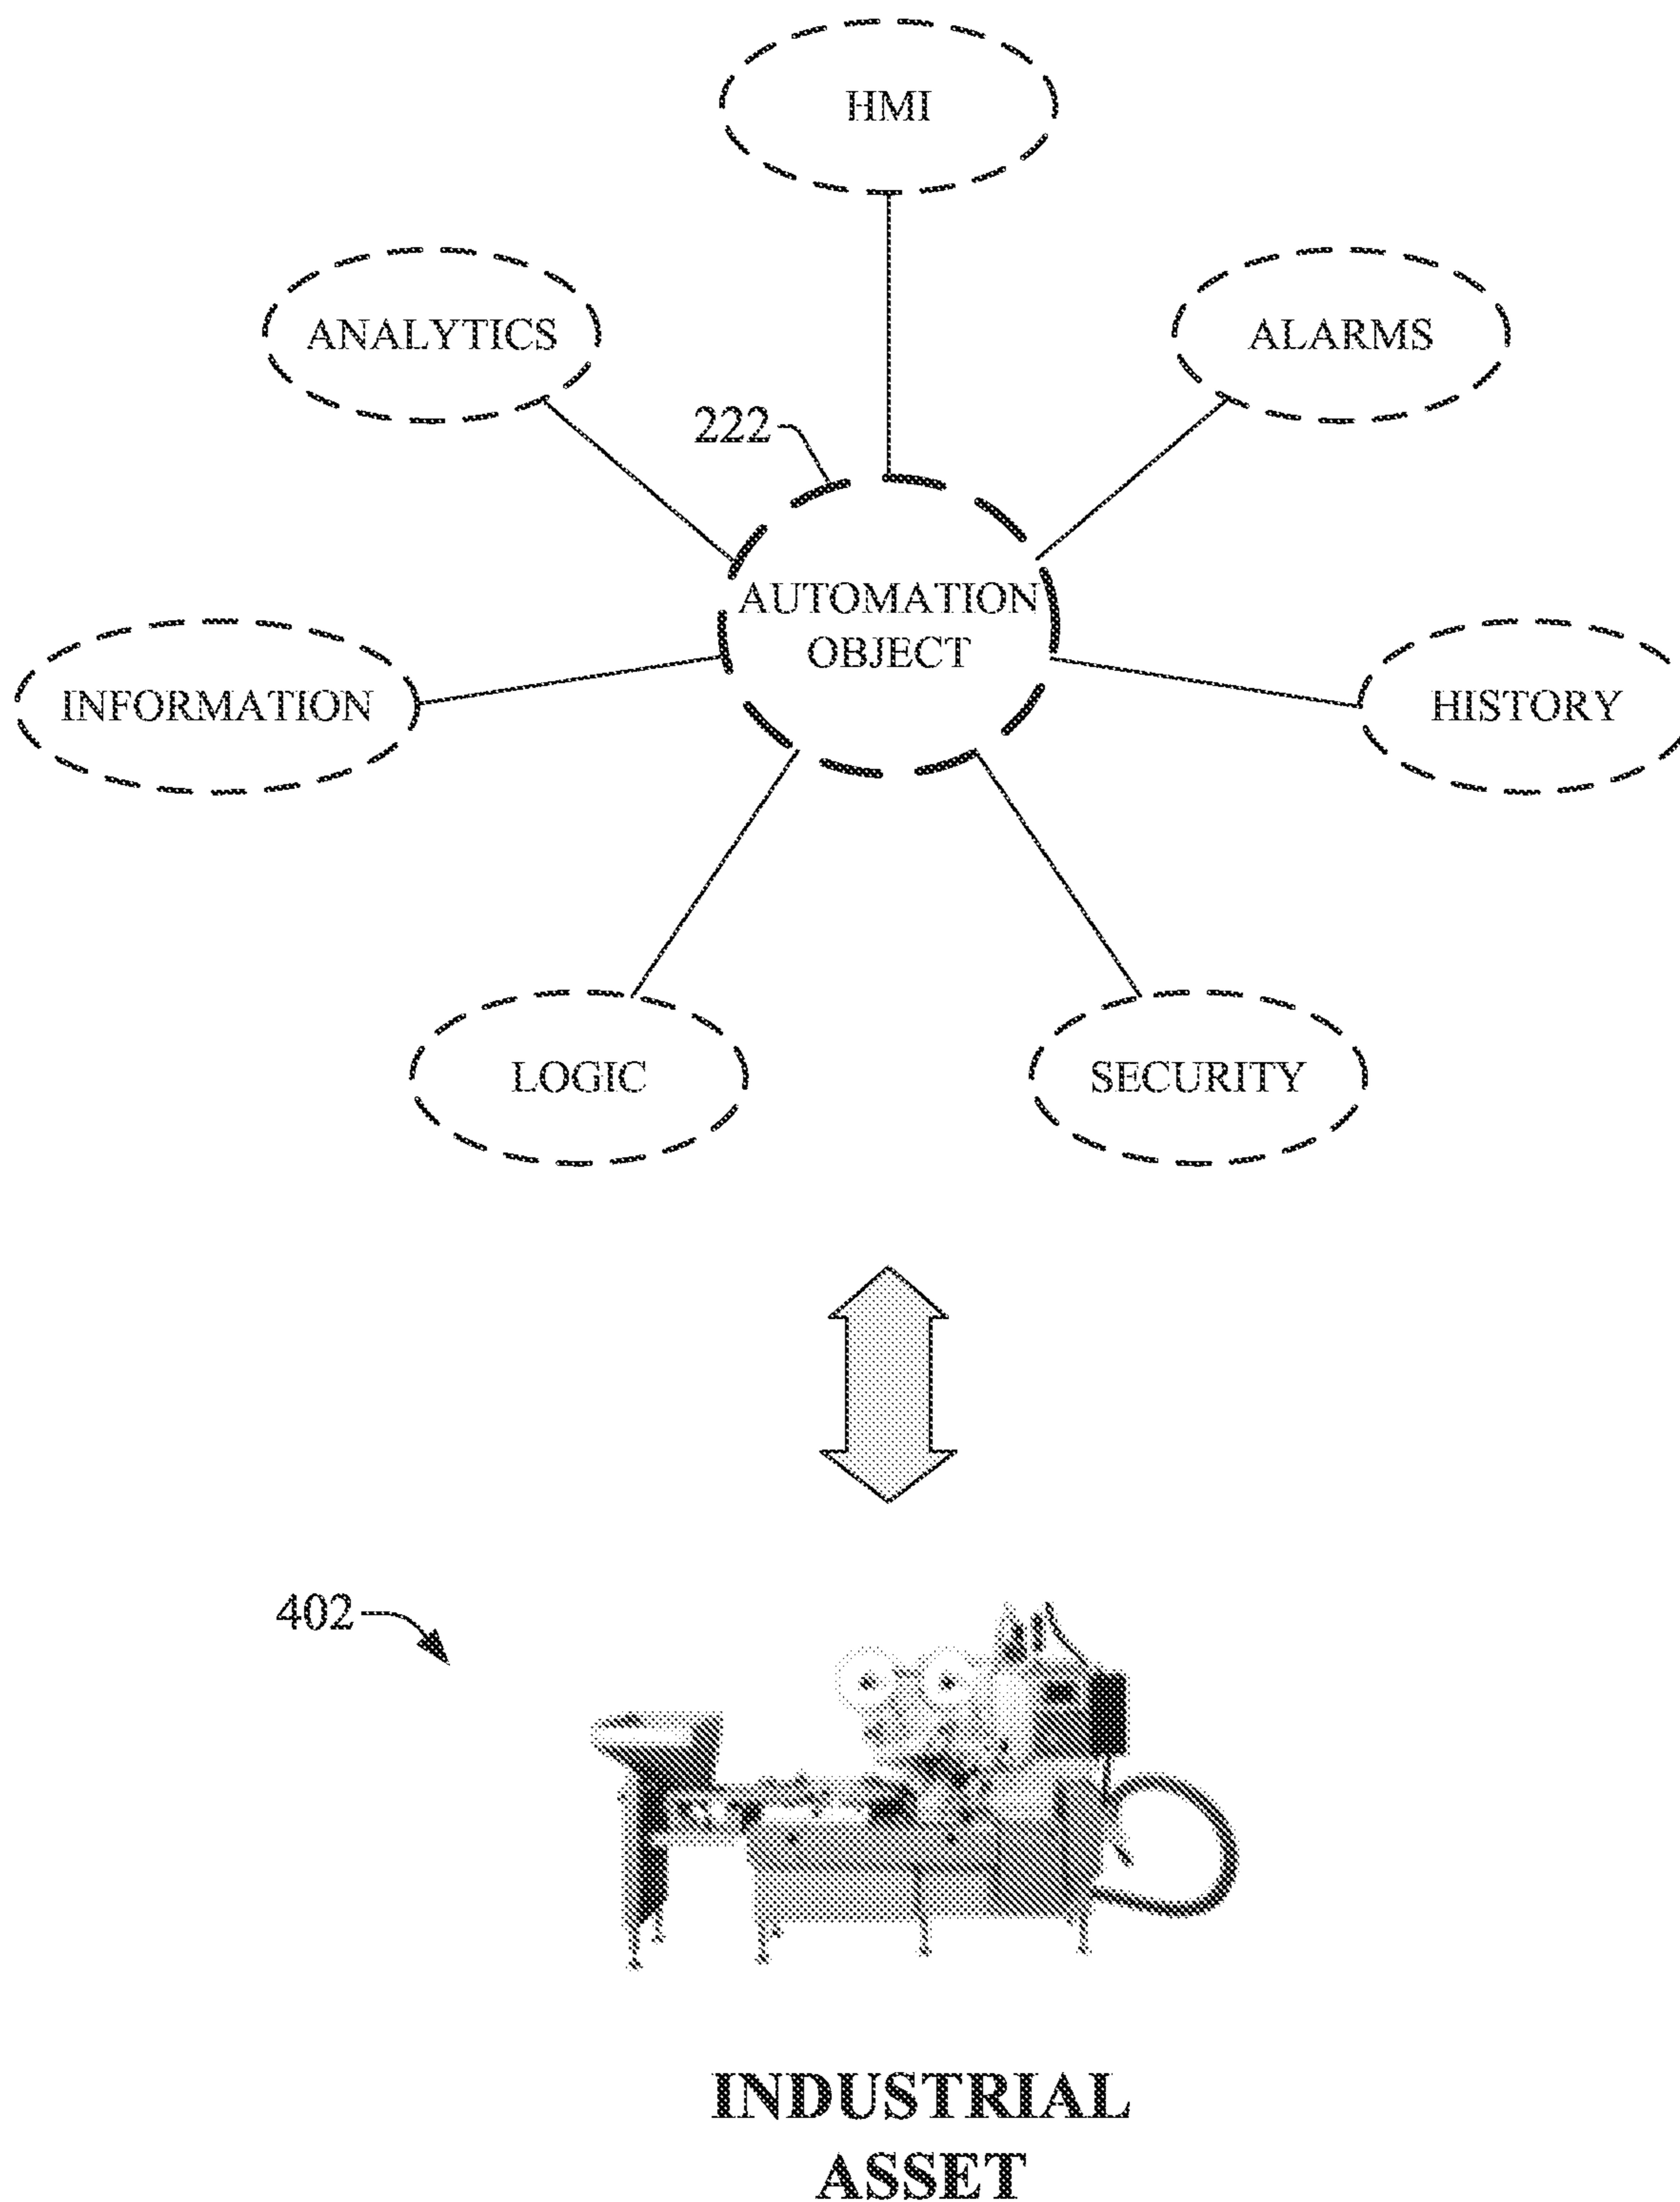 HMI
ANALYTICS
ALARMS
222
AUTOMATION
OBJECT
INFORMATION
HISTORY
LOGIC
SECURITY
402
INDUSTRIAL
ASSET